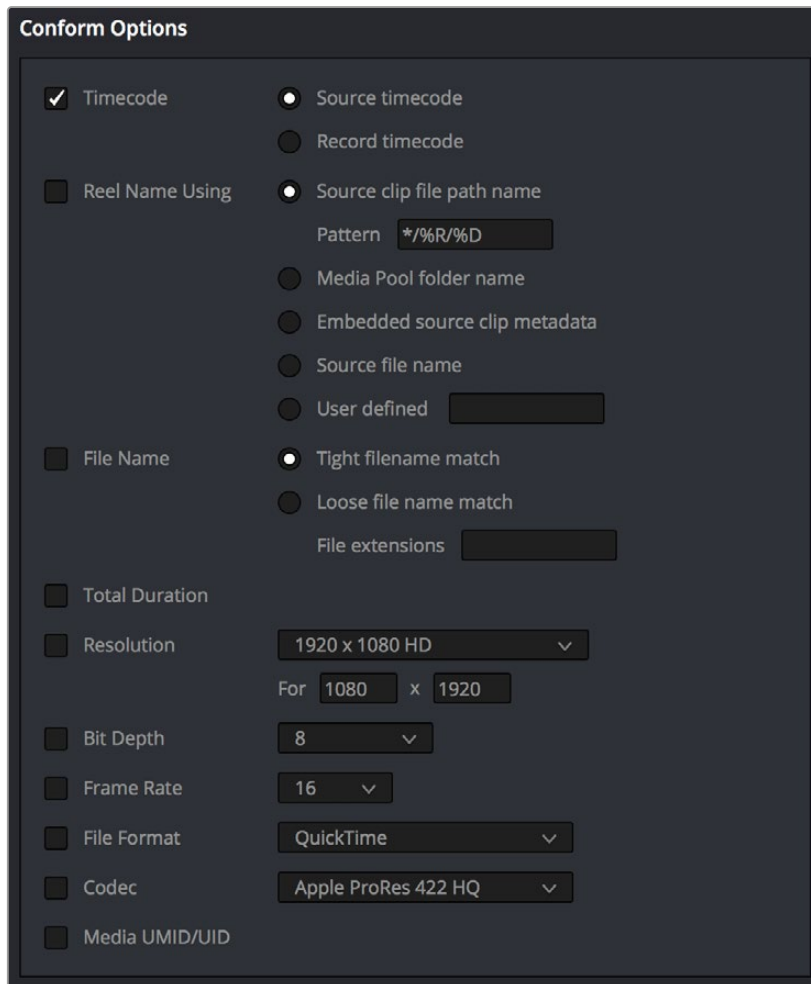 Conform Options
Timecode Source timecode
Record timecode
Reel Name Using Source clip file path name
Pattern */%R/%D
Media Pool folder name
Embedded source clip metadata
Source file name
User defined
File Name Tight filename match
Loose file name match
File extensions
Total Duration
Resolution 1920 x 1080 HD
For 1080 x 1920
Bit Depth 8
Frame Rate 16
File Format QuickTime
Codec Apple ProRes 422 HQ
Media UMID/UID